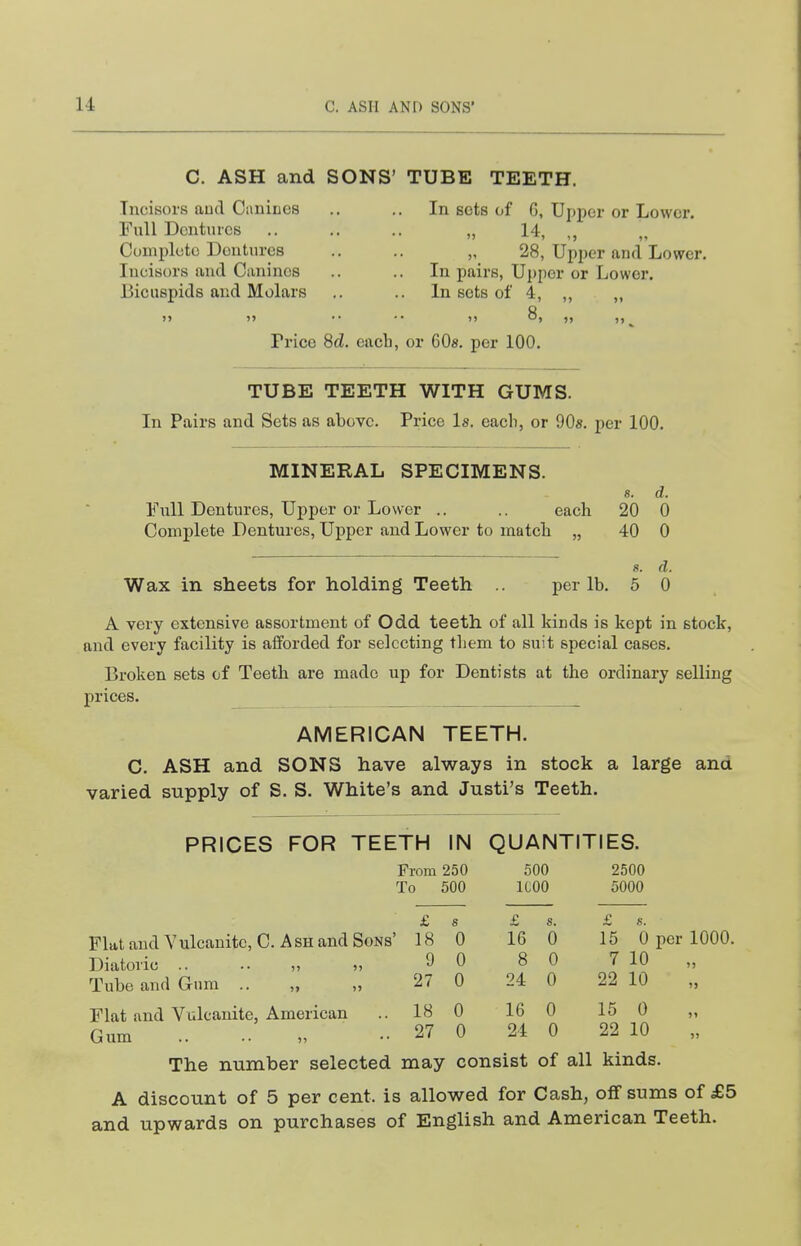 14 C. ASH AND SONS'
C. ASH and SONS' TUBE TEETH.
Incisors and Canines .. .. In sets of 6, Upper or Lower.
Full Dentures .. .. .. „ 14, „ „
Complete Dentures .. .. „ 28, Upper and Lower.
Incisors and Canines .. .. In pairs, Upper or Lower.
Bicuspids and Molars .. .. In sets of 4, „ „
„ „ .. .. „ 8, „ „
Price 8d. each, or 60s. per 100.
TUBE TEETH WITH GUMS.
In Pairs and Sets as above. Price 1s. each, or 90s. per 100.
MINERAL SPECIMENS.
s. d.
Full Dentures, Upper or Lower .. .. each 20 0
Complete Dentures, Upper and Lower to match „ 40 0
s. d.
Wax in sheets for holding Teeth .. per lb. 5 0
A very extensive assortment of Odd teeth of all kinds is kept in stock,
and every facility is afforded for selecting them to suit special cases.
Broken sets of Teeth are made up for Dentists at the ordinary selling
prices.
AMERICAN TEETH.
C. ASH and SONS have always in stock a large and
varied supply of S. S. White's and Justi's Teeth.
PRICES FOR TEETH IN QUANTITIES.
From 250 500 2500
To 500 1000 5000
£ s £ s. £ s.
Flat and Vulcanite, C. Ash and Sons' 18 0 16 0 15 0 per 1000.
Diatoric .. .. „ „ 9 0 8 0 7 10 „
Tube and Gum .. „ „ 27 0 24 0 22 10 „
Flat and Vulcanite, American .. 18 0 16 0 15 0 „
Gum .. .. „ .. 27 0 24 0 22 10 „
The number selected may consist of all kinds.
A discount of 5 per cent. is allowed for Cash, off sums of £5
and upwards on purchases of English and American Teeth.